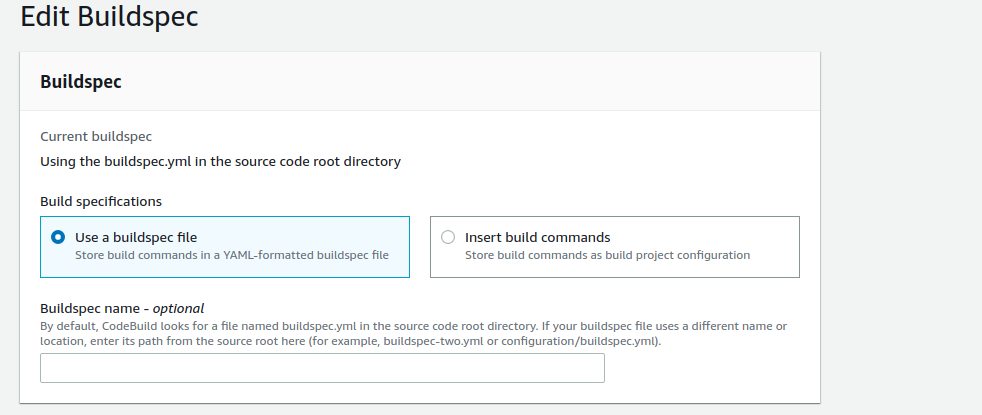 Edit Buildspec
Buildspec
Current buildspec
Using the buildspec.yml in the source code root directory
Build specifications
Use a buildspec file
Store build commands in a YAML-formatted buildspec file
Insert build commands
Store build commands as build project configuration
Buildspec name - optional
By default, CodeBuild looks for a file named buildspec.yml in the source code root directory. If your buildspec file uses a different name or
location, enter its path from the source root here (for example, buildspec-two.yml or configuration/buildspec.yml).